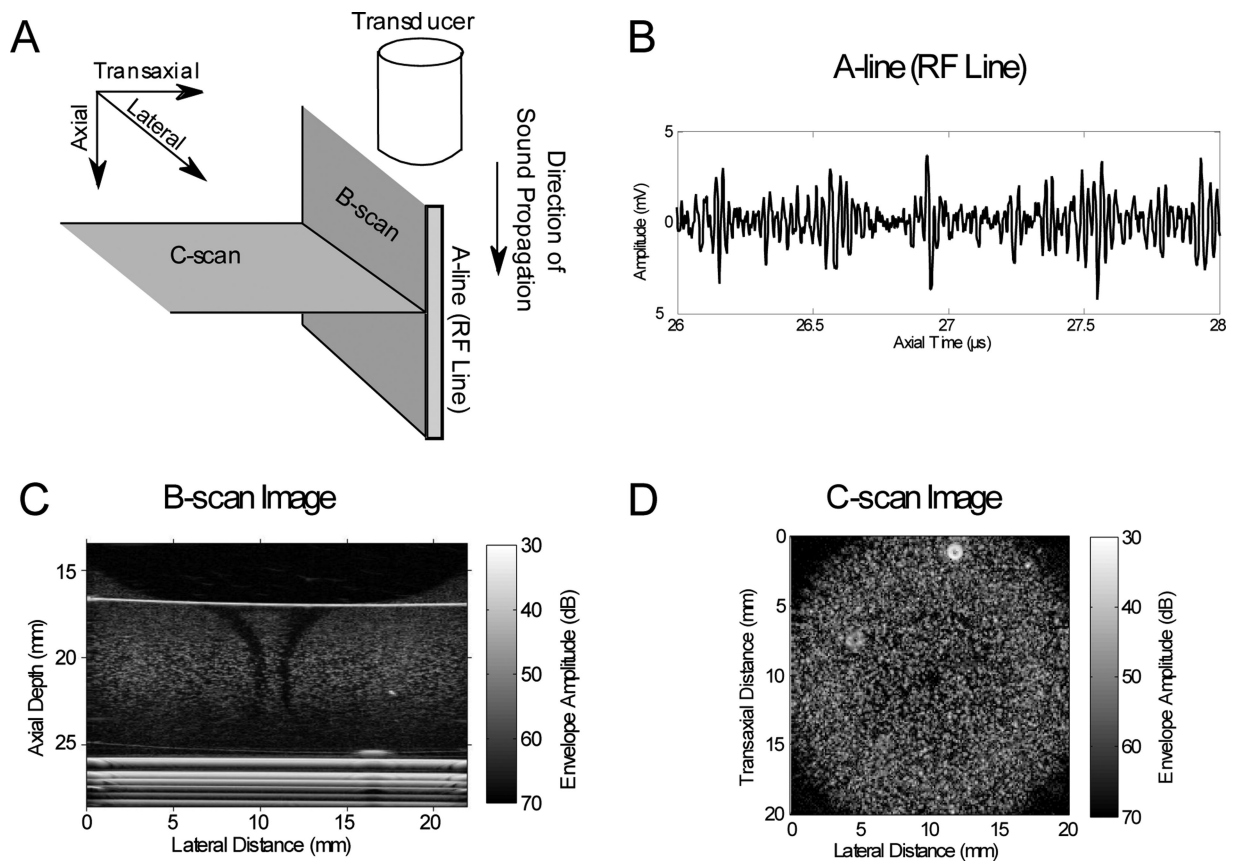 A
Transducer
Transaxial
Axial
Lateral
B-scan
C-scan
A-line (RF Line)
Direction of
Sound Propagation
B
A-line (RF Line)
Amplitude (mV)
5
0
5
26
26.5
27
27.5
28
Axial Time (µs)
C
B-scan Image
Axial Depth (mm)
15
20
25
0
5
10
15
20
Lateral Distance (mm)
30
40
50
60
70
Envelope Amplitude (dB)
D
C-scan Image
Transaxial Distance (mm)
0
5
10
15
20
0
5
10
15
20
Lateral Distance (mm)
30
40
50
60
70
Envelope Amplitude (dB)